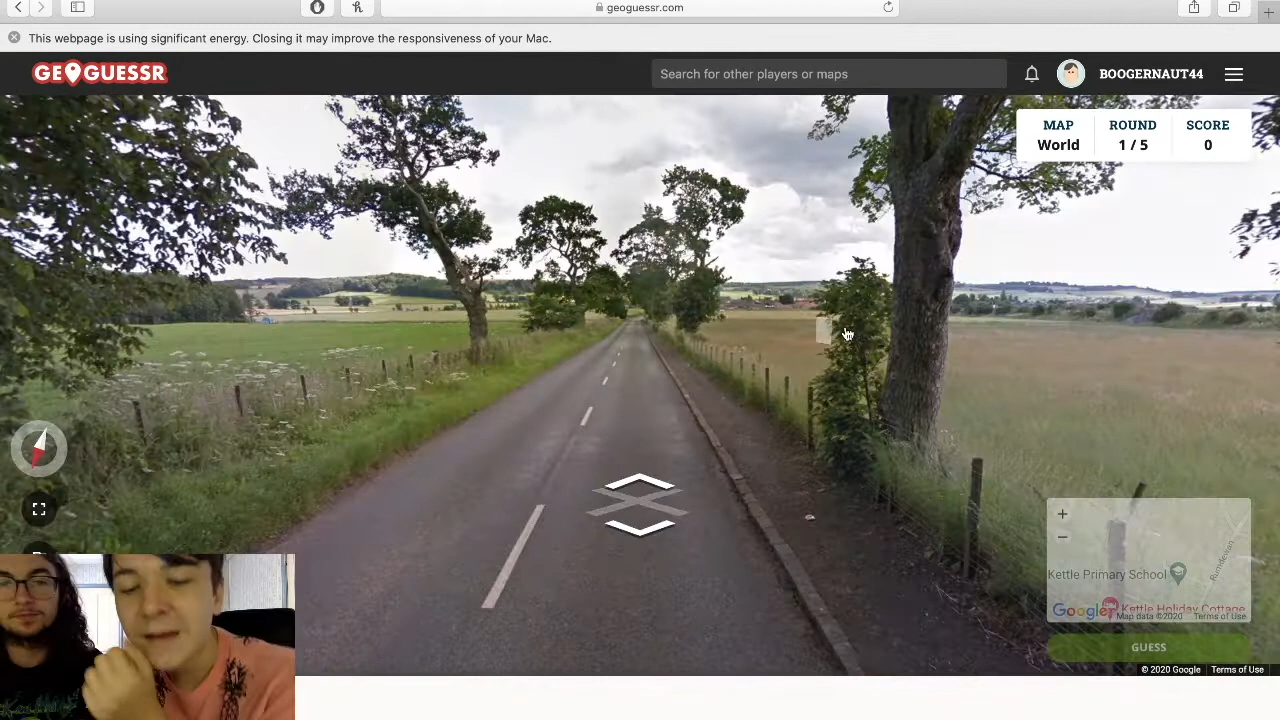 geoguessr.com
This webpage is using significant energy. Closing it may improve the responsiveness of your Mac.
GEOGUESSR
Search for other players or maps
BOOGERNAUT44
MAP ROUND SCORE
World 1 / 5 0
Kettle Primary School
Rumdewan
Kettle Holiday Cottage
Google
Map data ©2020 Terms of Use
GUESS
© 2020 Google Terms of Use